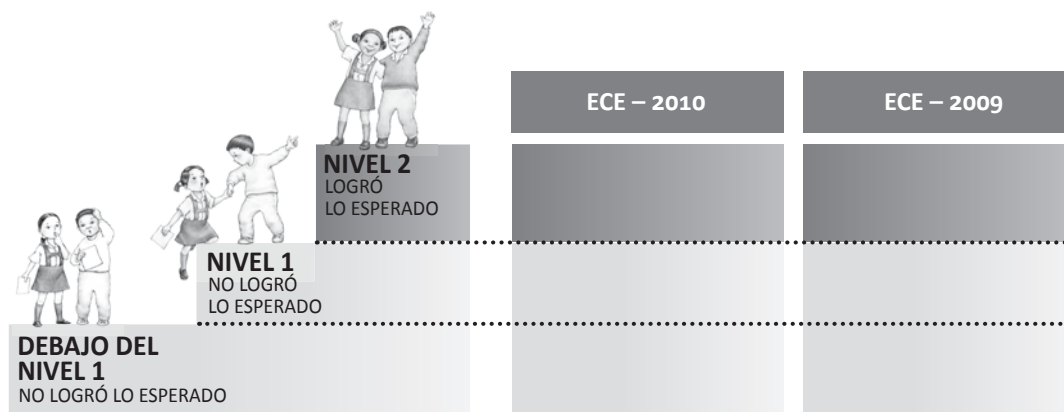 ECE – 2010
ECE – 2009
NIVEL 2
LOGRÓ
LO ESPERADO
NIVEL 1
NO LOGRÓ
LO ESPERADO
DEBAJO DEL
NIVEL 1
NO LOGRÓ LO ESPERADO